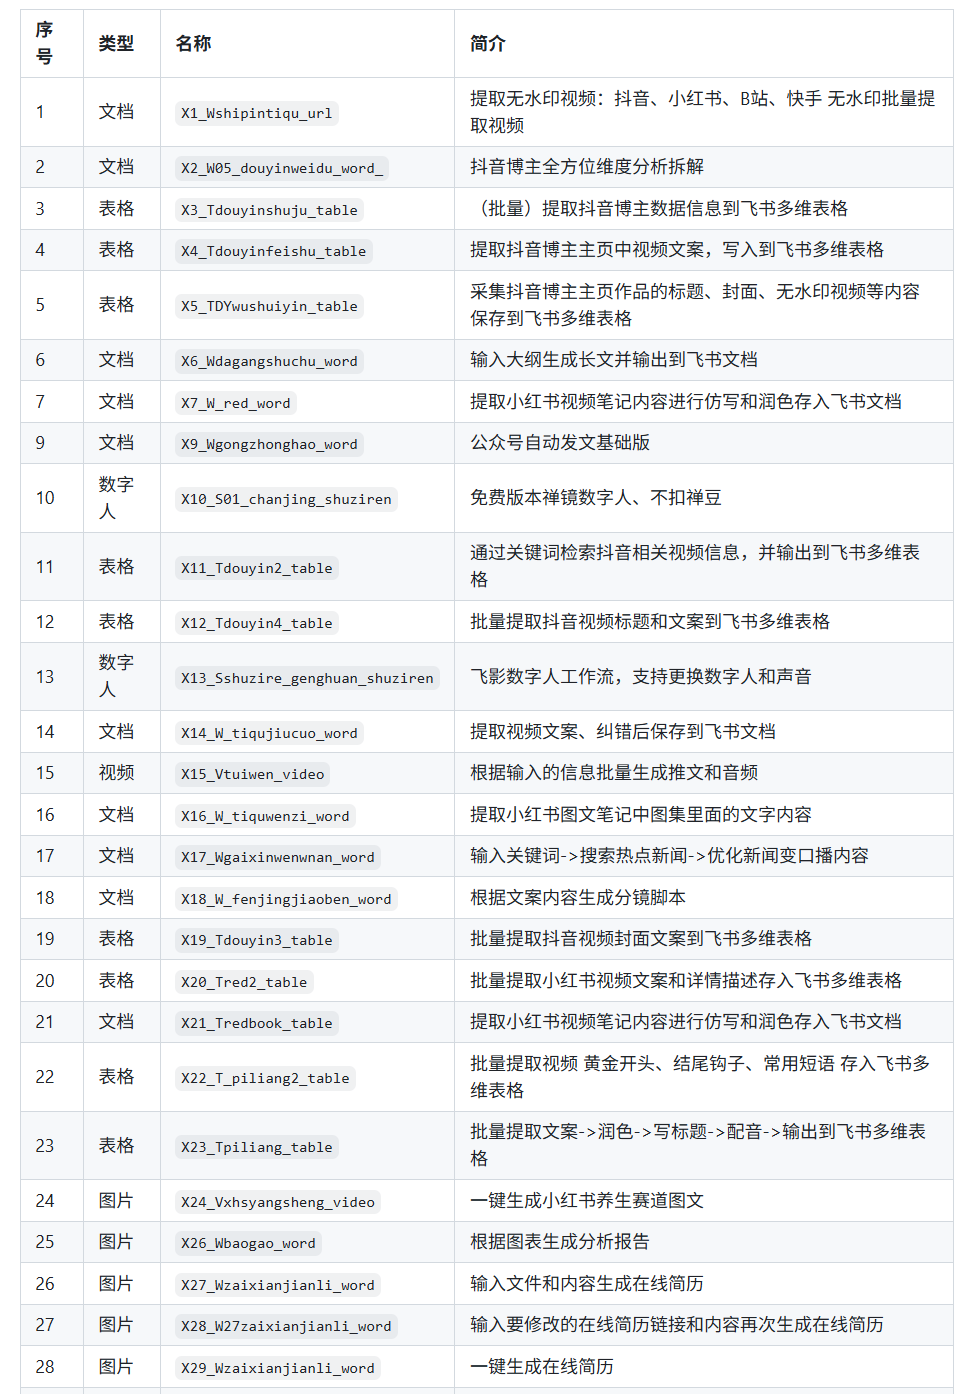 序号 类型 名称 简介
1 文档 X1_Wshipintiqu_url 提取无水印视频：抖音、小红书、B站、快手 无水印批量提取视频
2 文档 X2_W05_douyinweidu_word_ 抖音博主全方位维度分析拆解
3 表格 X3_Tdouyinshuju_table （批量）提取抖音博主数据信息到飞书多维表格
4 表格 X4_Tdouyinfeishu_table 提取抖音博主主页中视频文案，写入到飞书多维表格
5 表格 X5_TDYwushuiyin_table 采集抖音博主主页作品的标题、封面、无水印视频等内容保存到飞书多维表格
6 文档 X6_Wdagangshuchu_word 输入大纲生成长文并输出到飞书文档
7 文档 X7_W_red_word 提取小红书视频笔记内容进行仿写和润色存入飞书文档
9 文档 X9_Wgongzhonghao_word 公众号自动发文基础版
10 数字人 X10_S01_chanjing_shuziren 免费版本禅镜数字人、不扣禅豆
11 表格 X11_Tdouyin2_table 通过关键词检索抖音相关视频信息，并输出到飞书多维表格
12 表格 X12_Tdouyin4_table 批量提取抖音视频标题和文案到飞书多维表格
13 数字人 X13_Sshuzire_genghuan_shuziren 飞影数字人工作流，支持更换数字人和声音
14 文档 X14_W_tiqujiucuo_word 提取视频文案、纠错后保存到飞书文档
15 视频 X15_Vtuiwen_video 根据输入的信息批量生成推文和音频
16 文档 X16_W_tiquwenzi_word 提取小红书图文笔记中图集里面的文字内容
17 文档 X17_Wgaixinwenwnan_word 输入关键词->搜索热点新闻->优化新闻变口播内容
18 文档 X18_W_fenjingjiaoben_word 根据文案内容生成分镜脚本
19 表格 X19_Tdouyin3_table 批量提取抖音视频封面文案到飞书多维表格
20 表格 X20_Tred2_table 批量提取小红书视频文案和详情描述存入飞书多维表格
21 文档 X21_Tredbook_table 提取小红书视频笔记内容进行仿写和润色存入飞书文档
22 表格 X22_T_piliang2_table 批量提取视频 黄金开头、结尾钩子、常用短语 存入飞书多维表格
23 表格 X23_Tpiliang_table 批量提取文案->润色->写标题->配音->输出到飞书多维表格
24 图片 X24_Vxhsyangsheng_video 一键生成小红书养生赛道图文
25 图片 X26_Wbaogao_word 根据图表生成分析报告
26 图片 X27_Wzaixianjianli_word 输入文件和内容生成在线简历
27 图片 X28_W27zaixianjianli_word 输入要修改的在线简历链接和内容再次生成在线简历
28 图片 X29_Wzaixianjianli_word 一键生成在线简历